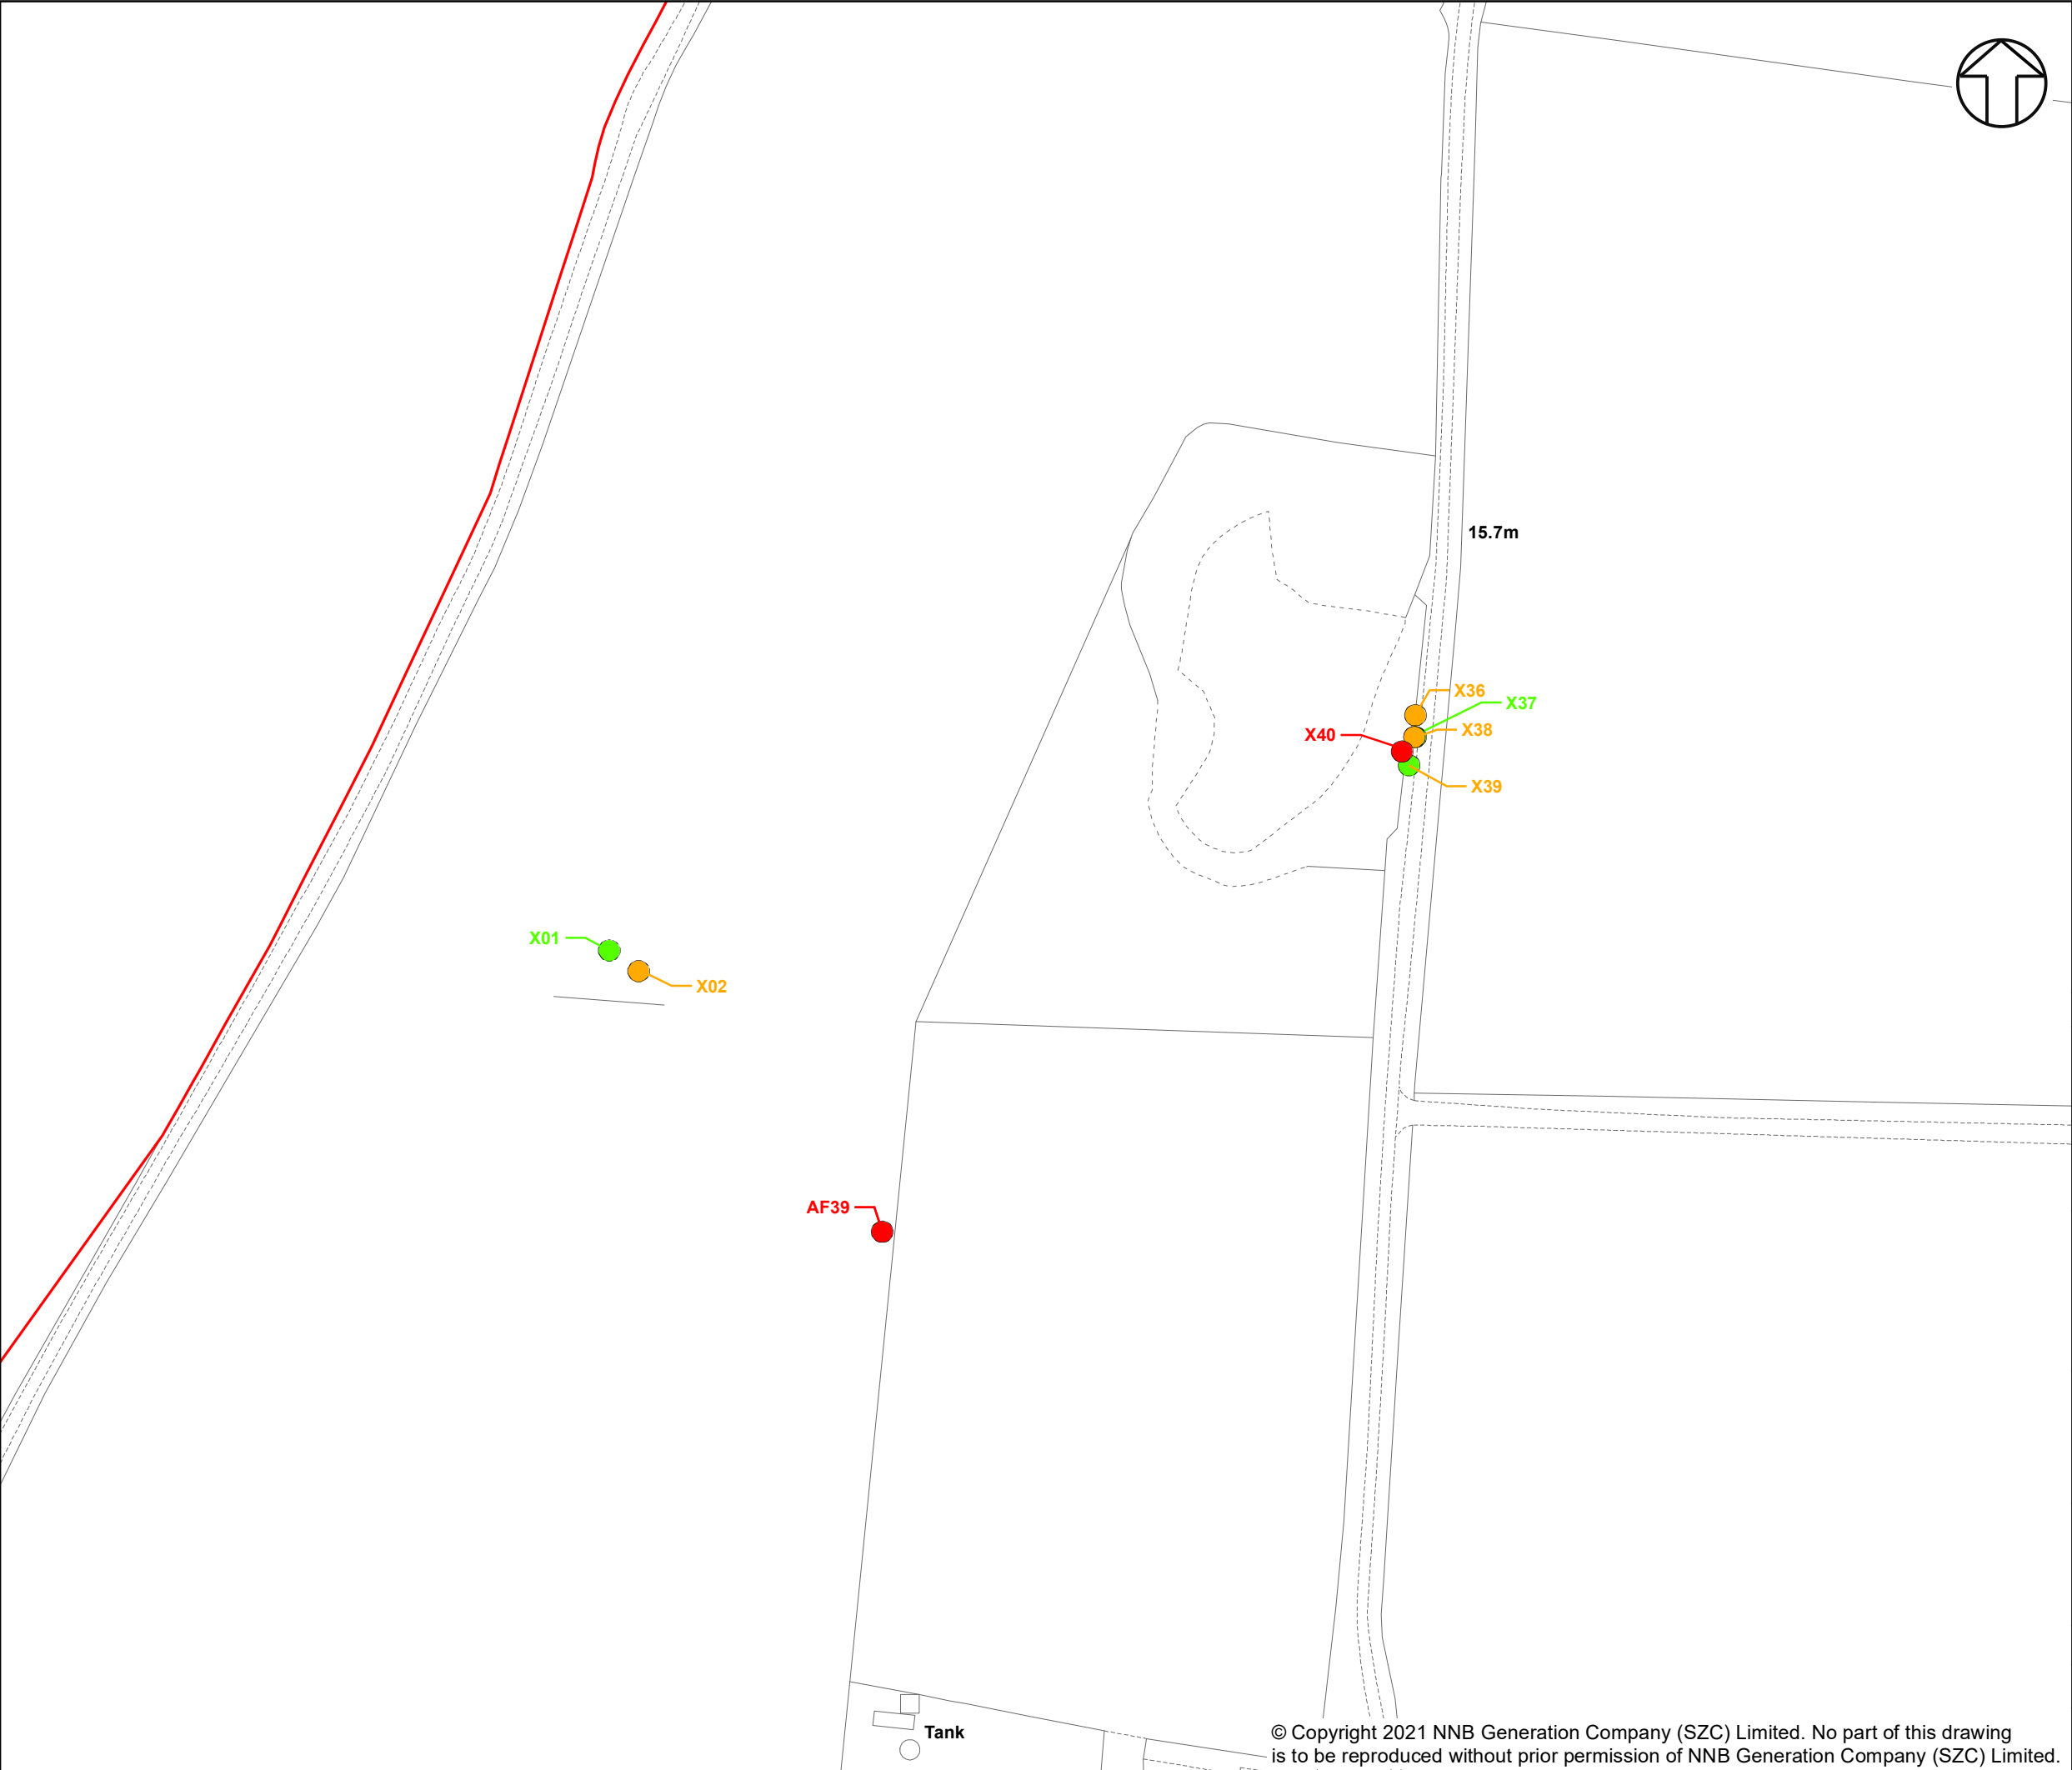 15.7m
X36
X37
X38
X40
X39
X01
X02
AF39
Tank
© Copyright 2021 NNB Generation Company (SZC) Limited. No part of this drawing
is to be reproduced without prior permission of NNB Generation Company (SZC) Limited.